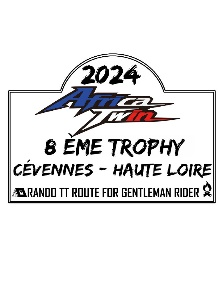 2024
Africa
Twin
8 ÈME TROPHY
CÉVENNES - HAUTE LOIRE
RANDO TT ROUTE FOR GENTLEMAN RIDER